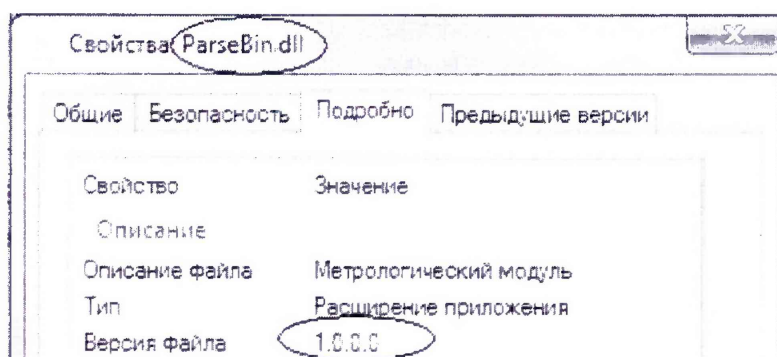 Свойства: ParseBin.dll
Общие Безопасность Подробно Предыдущие версии
Свойство Значение
Описание
Описание файла Метрологический модуль
Тип Расширение приложения
Версия файла 1.0.0.0